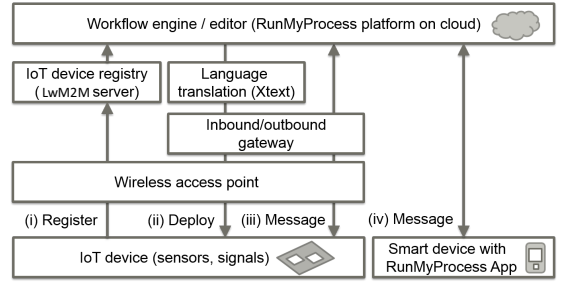 Workflow engine / editor (RunMyProcess platform on cloud)
IoT device registry
(LwM2M server)
Language
translation (Xtext)
Inbound/outbound
gateway
Wireless access point
(i) Register
(ii) Deploy
(iii) Message
(iv) Message
IoT device (sensors, signals)
Smart device with
RunMyProcess App